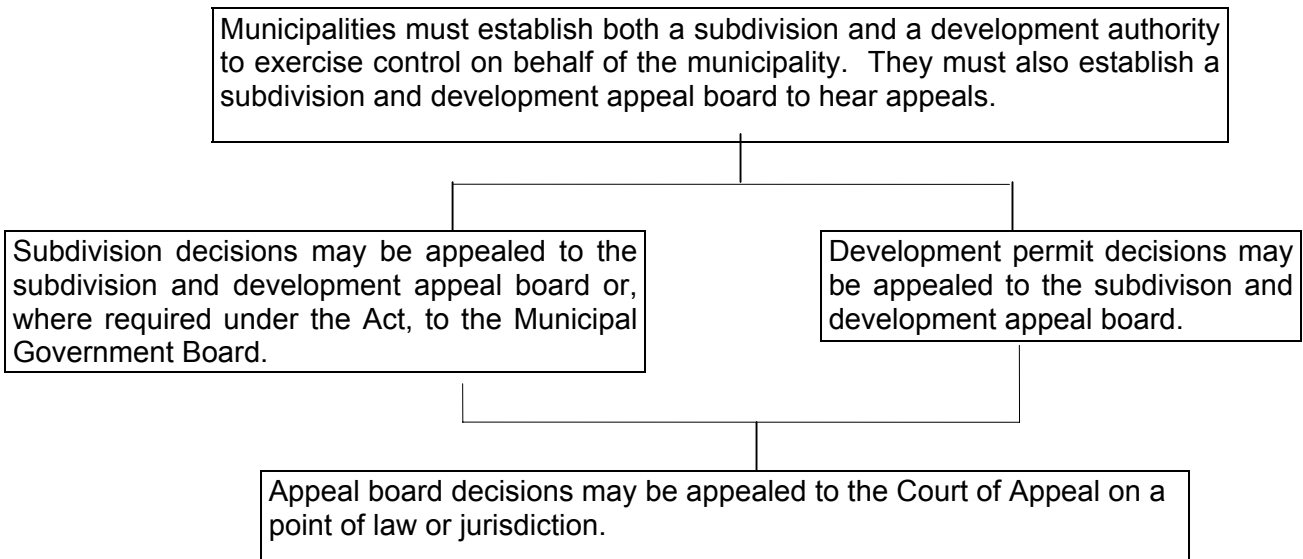 Municipalities must establish both a subdivision and a development authority
to exercise control on behalf of the municipality. They must also establish a
subdivision and development appeal board to hear appeals.
Subdivision decisions may be appealed to the
subdivision and development appeal board or,
where required under the Act, to the Municipal
Government Board.
Development permit decisions may
be appealed to the subdivison and
development appeal board.
Appeal board decisions may be appealed to the Court of Appeal on a
point of law or jurisdiction.